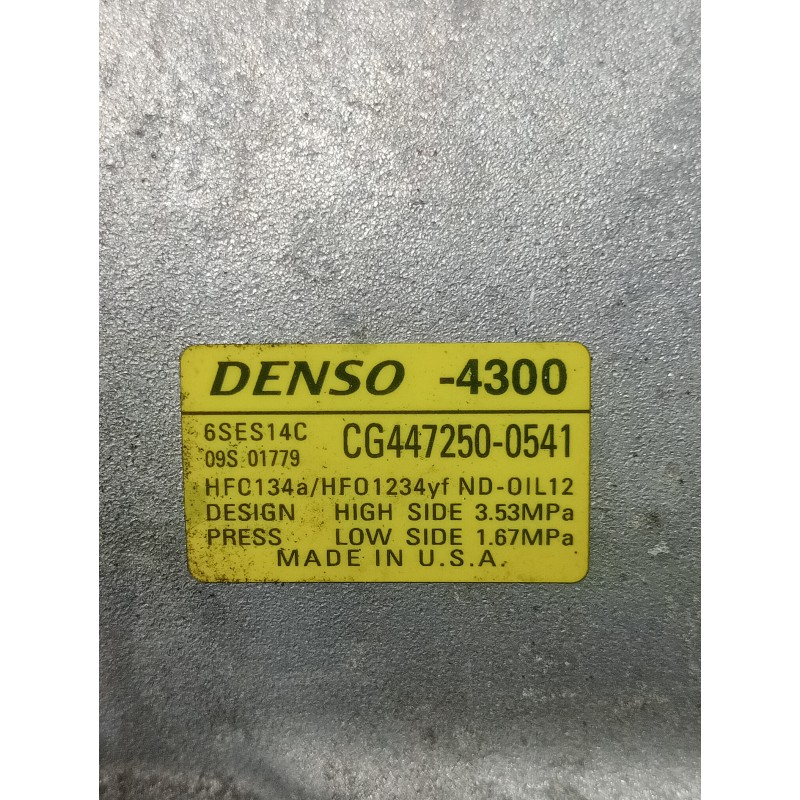 DENSO -4300
6SES14C CG447250-0541
09S 01779
HFC134a/HFO1234yf ND-OIL12
DESIGN HIGH SIDE 3.53MPa
PRESS LOW SIDE 1.67MPa
MADE IN U.S.A.